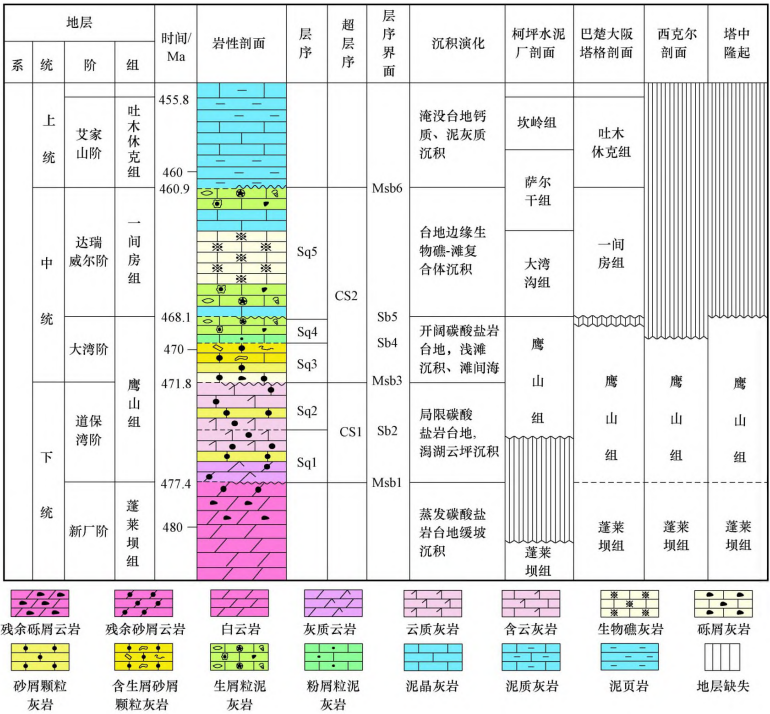 地层
系
统
阶
组
时间/
Ma
岩性剖面
层序
超层序
层序界面
沉积演化
柯坪水泥
厂剖面
巴楚大阪
塔格剖面
西克尔
剖面
塔中
隆起
上统
艾家
山阶
吐木休克组
455.8
460
460.9
Msb6
淹没台地钙
质、泥灰质
沉积
坎岭组
萨尔
干组
吐木
休克组
中统
达瑞
威尔阶
一间房组
Sq5
CS2
台地边缘生
物礁-滩复
合体沉积
大湾
沟组
一间
房组
468.1
Sb5
大湾阶
鹰山组
470
Sq4
Sb4
Sq3
开阔碳酸盐岩
台地，浅滩
沉积、滩间海
鹰山组
鹰山组
鹰山组
鹰山组
471.8
Msb3
下统
道保
湾阶
Sq2
CS1
Sb2
Sq1
局限碳酸
盐岩台地，
潟湖云坪沉积
477.4
Msb1
新厂阶
蓬莱坝组
480
蒸发碳酸盐
岩台地缓坡
沉积
蓬莱
坝组
蓬莱
坝组
蓬莱
坝组
蓬莱
坝组
残余砾屑云岩
残余砂屑云岩
白云岩
灰质云岩
云质灰岩
含云灰岩
生物礁灰岩
砾屑灰岩
砂屑颗粒
灰岩
含生屑砂屑
颗粒灰岩
生屑粒泥
灰岩
粉屑粒泥
灰岩
泥晶灰岩
泥质灰岩
泥页岩
地层缺失